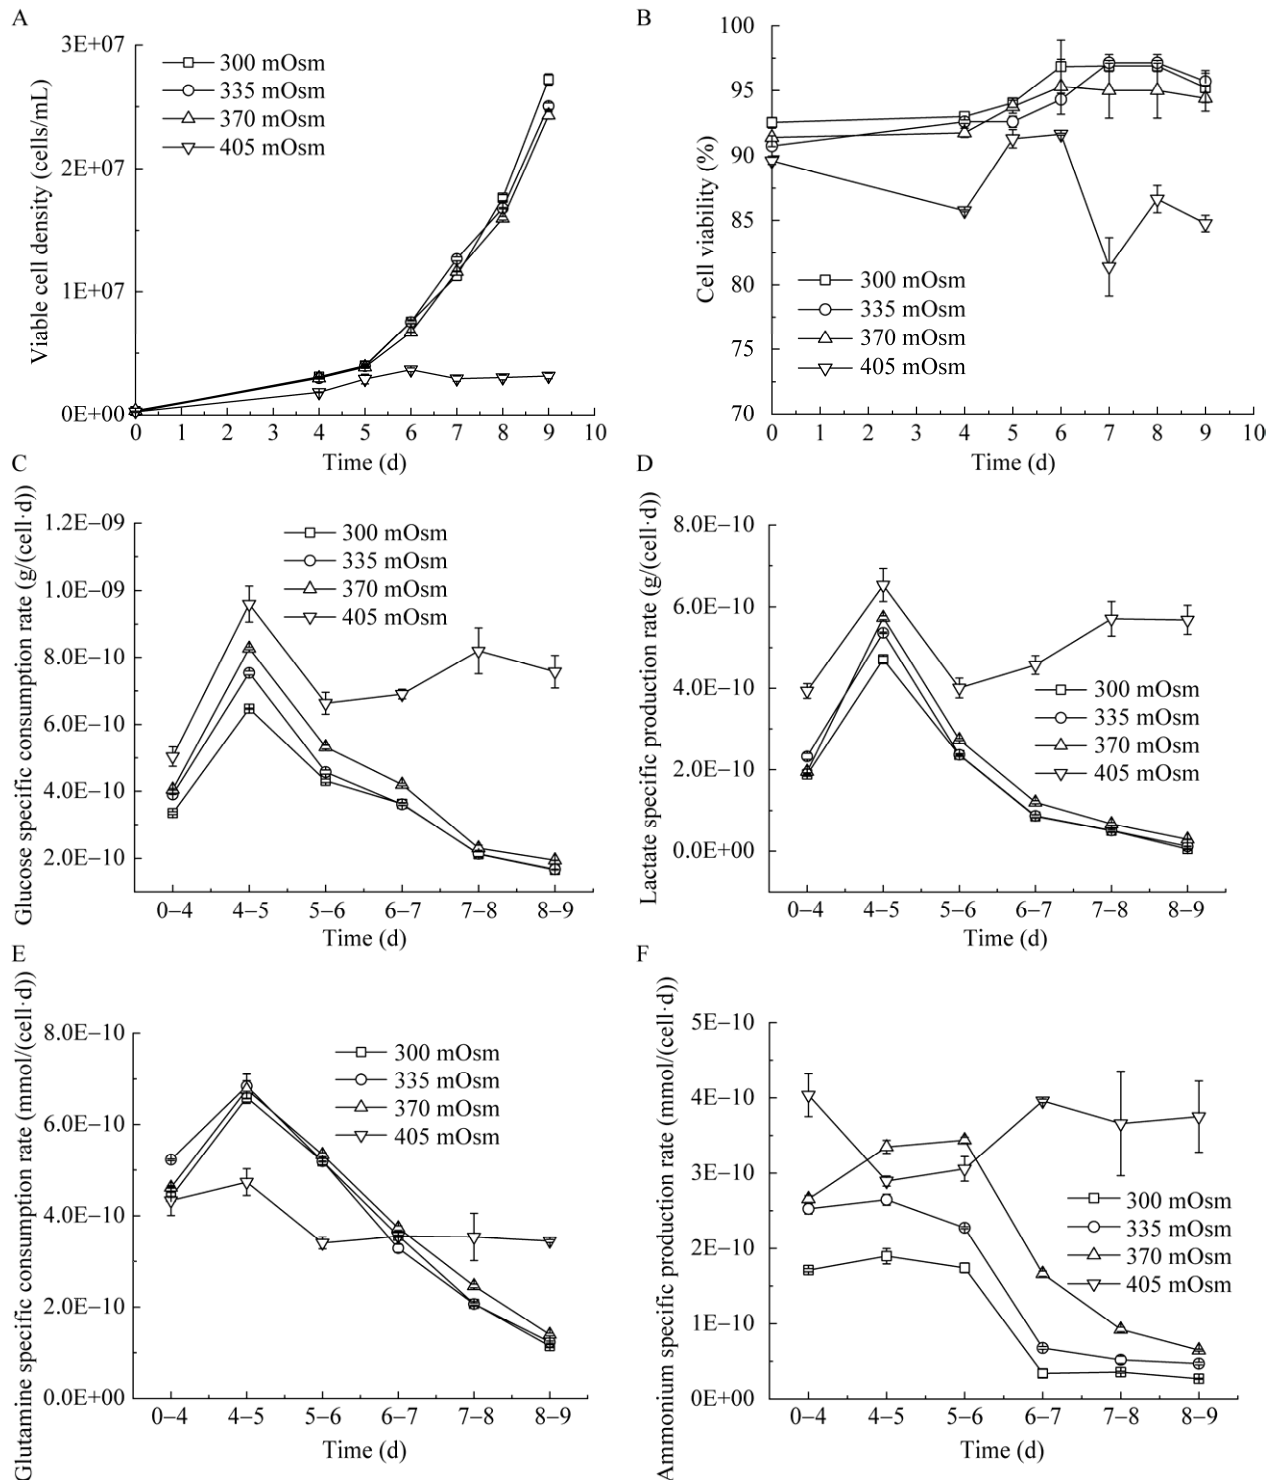 A
3E+07
2E+07
1E+07
0E+00
0 1 2 3 4 5 6 7 8 9 10
Time (d)
Viable cell density (cells/mL)
300 mOsm
335 mOsm
370 mOsm
405 mOsm
B
100
95
90
85
80
75
70
0 1 2 3 4 5 6 7 8 9 10
Time (d)
Cell viability (%)
300 mOsm
335 mOsm
370 mOsm
405 mOsm
C
1.2E–09
1.0E–09
8.0E–10
6.0E–10
4.0E–10
2.0E–10
0–4 4–5 5–6 6–7 7–8 8–9
Time (d)
Glucose specific consumption rate (g/(cell·d))
300 mOsm
335 mOsm
370 mOsm
405 mOsm
D
8.0E–10
6.0E–10
4.0E–10
2.0E–10
0.0E+00
0–4 4–5 5–6 6–7 7–8 8–9
Time (d)
Lactate specific production rate (g/(cell·d))
300 mOsm
335 mOsm
370 mOsm
405 mOsm
E
8.0E–10
6.0E–10
4.0E–10
2.0E–10
0.0E+00
0–4 4–5 5–6 6–7 7–8 8–9
Time (d)
Glutamine specific consumption rate (mmol/(cell·d))
300 mOsm
335 mOsm
370 mOsm
405 mOsm
F
5E–10
4E–10
3E–10
2E–10
1E–10
0E+00
0–4 4–5 5–6 6–7 7–8 8–9
Time (d)
Ammonium specific production rate (mmol/(cell·d))
300 mOsm
335 mOsm
370 mOsm
405 mOsm